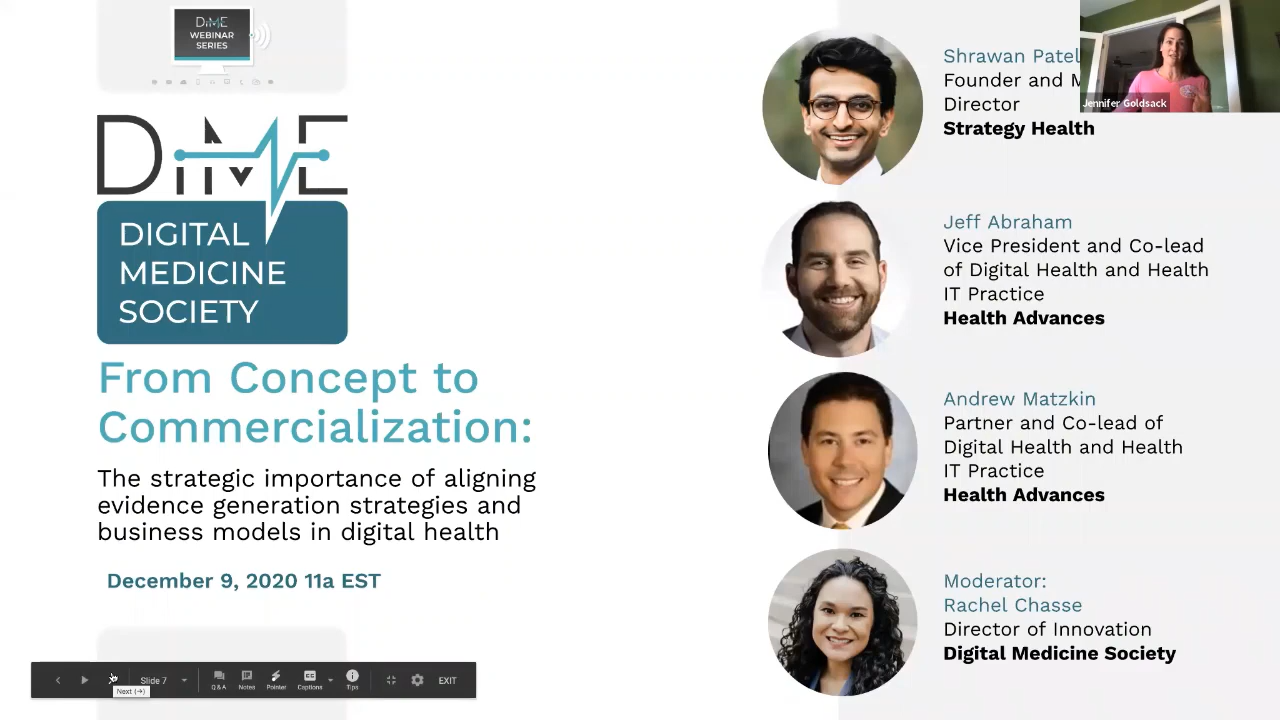 DiME
WEBINAR
SERIES
DiME
DIGITAL
MEDICINE
SOCIETY
From Concept to
Commercialization:
The strategic importance of aligning
evidence generation strategies and
business models in digital health
December 9, 2020 11a EST
Shrawan Patel
Founder and M
Director
Strategy Health
Jennifer Goldsack
Jeff Abraham
Vice President and Co-lead
of Digital Health and Health
IT Practice
Health Advances
Andrew Matzkin
Partner and Co-lead of
Digital Health and Health
IT Practice
Health Advances
Moderator:
Rachel Chasse
Director of Innovation
Digital Medicine Society
Slide 7
Q&A
Notes
Pointer
Captions
Tips
EXIT
Next (→)